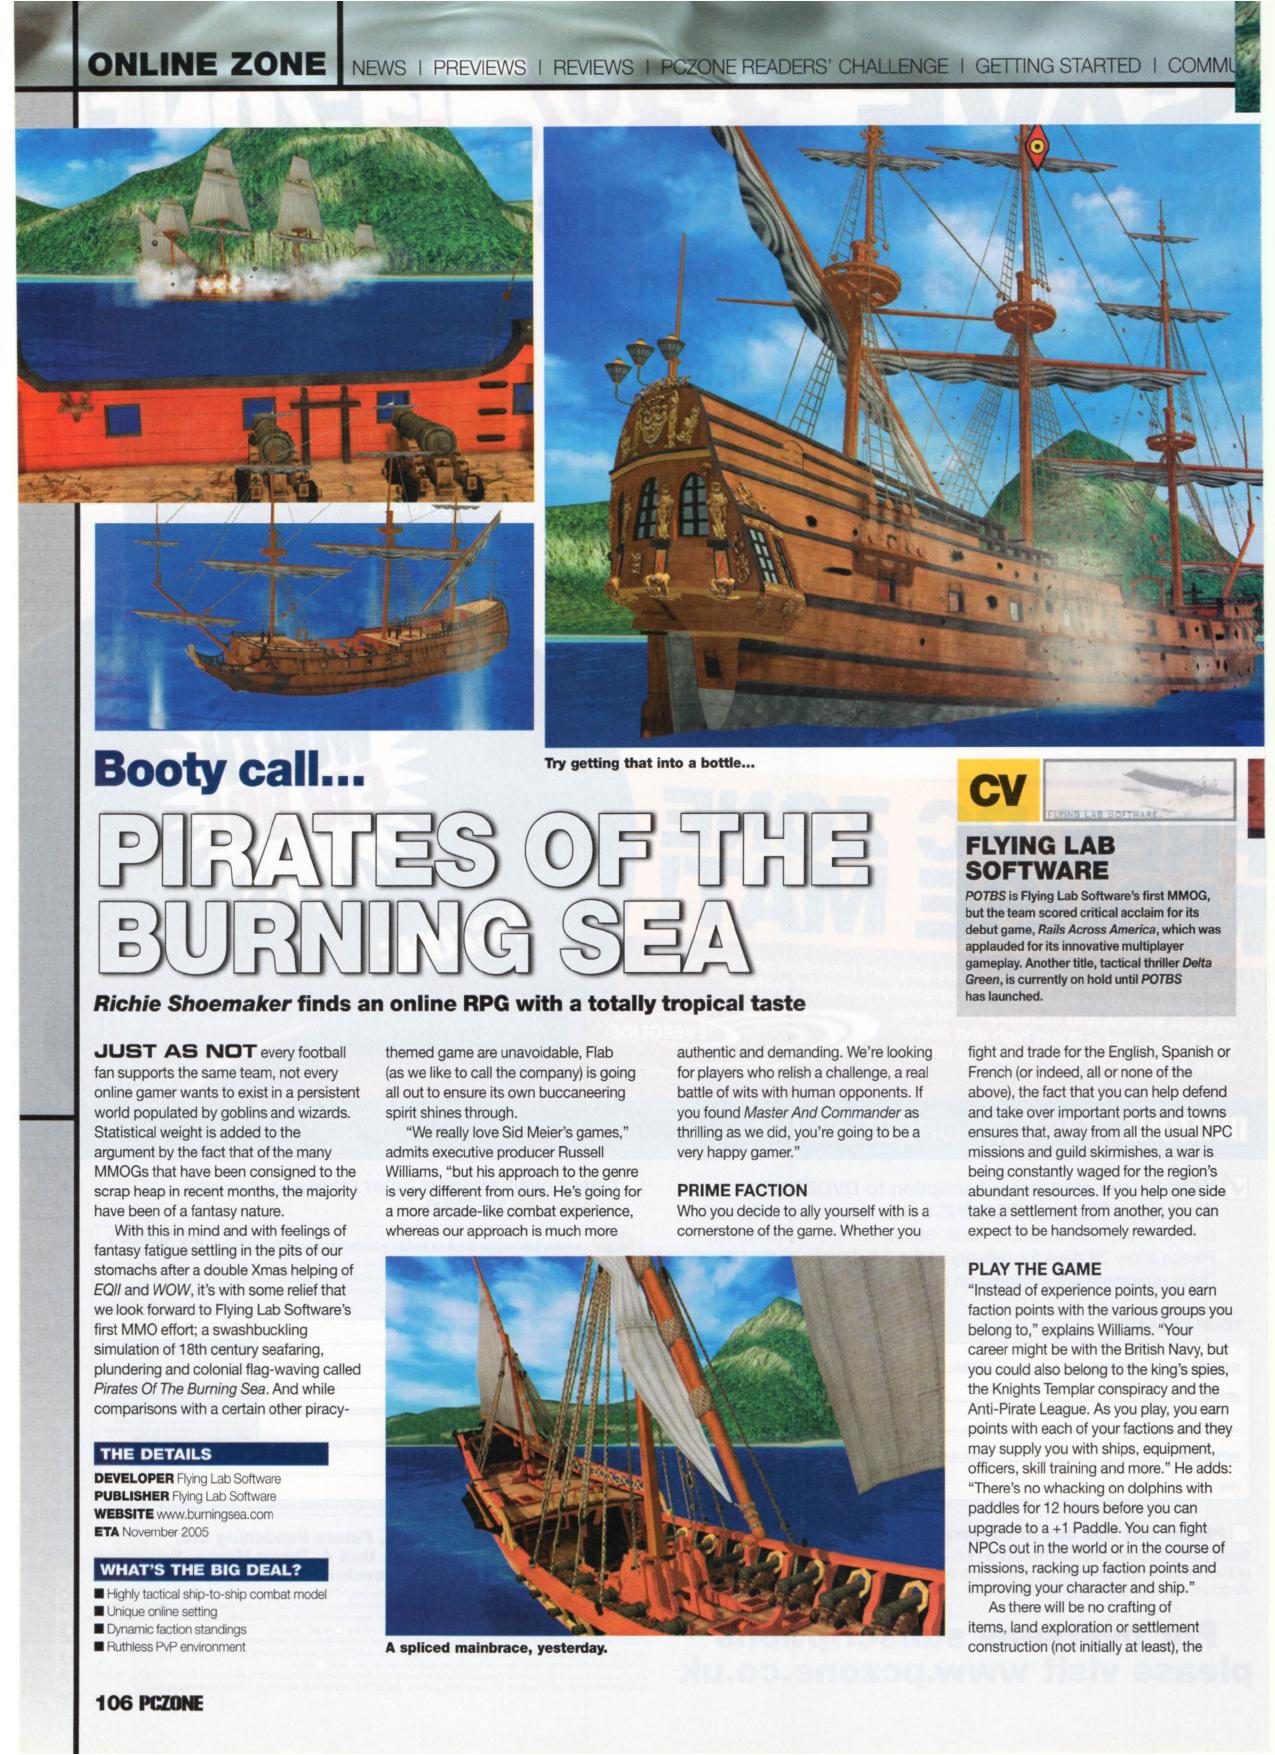 ONLINE ZONE
NEWS | PREVIEWS | REVIEWS | PCZONE READERS' CHALLENGE | GETTING STARTED | COMMU
Try getting that into a bottle...
Booty call...
PIRATES OF THE
BURNING SEA
Richie Shoemaker finds an online RPG with a totally tropical taste
CV
FLYING LAB SOFTWARE
FLYING LAB
SOFTWARE
POTBS is Flying Lab Software's first MMOG,
but the team scored critical acclaim for its
debut game, Rails Across America, which was
applauded for its innovative multiplayer
gameplay. Another title, tactical thriller Delta
Green, is currently on hold until POTBS
has launched.
JUST AS NOT every football
fan supports the same team, not every
online gamer wants to exist in a persistent
world populated by goblins and wizards.
Statistical weight is added to the
argument by the fact that of the many
MMOGs that have been consigned to the
scrap heap in recent months, the majority
have been of a fantasy nature.
With this in mind and with feelings of
fantasy fatigue settling in the pits of our
stomachs after a double Xmas helping of
EQII and WOW, it's with some relief that
we look forward to Flying Lab Software's
first MMO effort; a swashbuckling
simulation of 18th century seafaring,
plundering and colonial flag-waving called
Pirates Of The Burning Sea. And while
comparisons with a certain other piracy-
THE DETAILS
DEVELOPER Flying Lab Software
PUBLISHER Flying Lab Software
WEBSITE www.burningsea.com
ETA November 2005
WHAT'S THE BIG DEAL?
■ Highly tactical ship-to-ship combat model
■ Unique online setting
■ Dynamic faction standings
■ Ruthless PvP environment
themed game are unavoidable, Flab
(as we like to call the company) is going
all out to ensure its own buccaneering
spirit shines through.
"We really love Sid Meier's games,"
admits executive producer Russell
Williams, "but his approach to the genre
is very different from ours. He's going for
a more arcade-like combat experience,
whereas our approach is much more
authentic and demanding. We're looking
for players who relish a challenge, a real
battle of wits with human opponents. If
you found Master And Commander as
thrilling as we did, you're going to be a
very happy gamer."
PRIME FACTION
Who you decide to ally yourself with is a
cornerstone of the game. Whether you
A spliced mainbrace, yesterday.
fight and trade for the English, Spanish or
French (or indeed, all or none of the
above), the fact that you can help defend
and take over important ports and towns
ensures that, away from all the usual NPC
missions and guild skirmishes, a war is
being constantly waged for the region's
abundant resources. If you help one side
take a settlement from another, you can
expect to be handsomely rewarded.
PLAY THE GAME
"Instead of experience points, you earn
faction points with the various groups you
belong to," explains Williams. "Your
career might be with the British Navy, but
you could also belong to the king's spies,
the Knights Templar conspiracy and the
Anti-Pirate League. As you play, you earn
points with each of your factions and they
may supply you with ships, equipment,
officers, skill training and more." He adds:
"There's no whacking on dolphins with
paddles for 12 hours before you can
upgrade to a +1 Paddle. You can fight
NPCs out in the world or in the course of
missions, racking up faction points and
improving your character and ship."
As there will be no crafting of
items, land exploration or settlement
construction (not initially at least), the
106 PCZONE